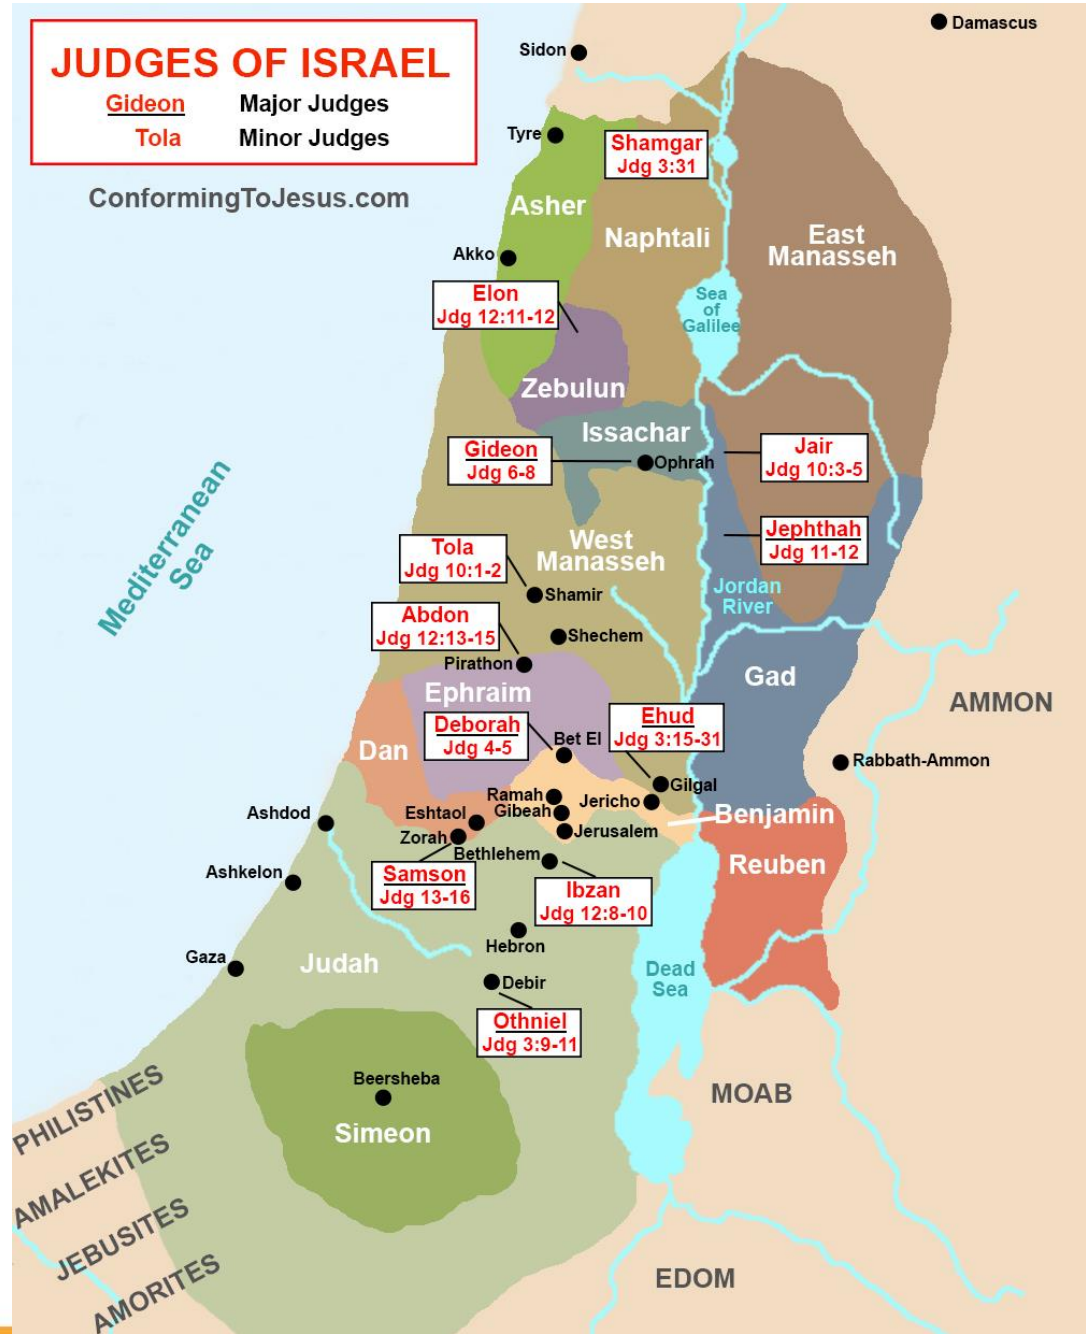 JUDGES OF ISRAEL
Gideon Major Judges
Tola Minor Judges
ConformingToJesus.com
Damascus
Sidon
Tyre
Shamgar
Jdg 3:31
Asher
Naphtali
East
Manasseh
Akko
Elon
Jdg 12:11-12
Sea
of
Galilee
Zebulun
Issachar
Gideon
Jdg 6-8
Ophrah
Jair
Jdg 10:3-5
Mediterranean
Sea
West
Manasseh
Jephthah
Jdg 11-12
Tola
Jdg 10:1-2
Shamir
Jordan
River
Abdon
Jdg 12:13-15
Shechem
Pirathon
Ephraim
Gad
AMMON
Deborah
Jdg 4-5
Bet El
Ehud
Jdg 3:15-31
Dan
Rabbath-Ammon
Gilgal
Ramah
Jericho
Gibeah
Benjamin
Ashdod
Eshtaol
Zorah
Jerusalem
Bethlehem
Reuben
Ashkelon
Samson
Jdg 13-16
Ibzan
Jdg 12:8-10
Hebron
Gaza
Judah
Dead
Sea
Debir
Othniel
Jdg 3:9-11
Beersheba
Simeon
MOAB
PHILISTINES
AMALEKITES
JEBUSITES
AMORITES
EDOM